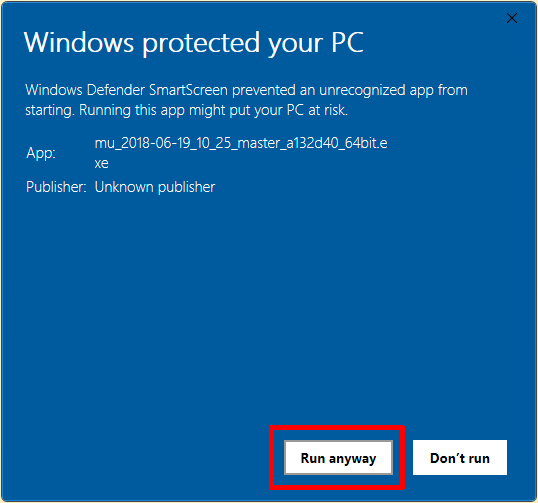 Windows protected your PC
Windows Defender SmartScreen prevented an unrecognized app from
starting. Running this app might put your PC at risk.
App: mu_2018-06-19_10_25_master_a132d40_64bit.e
xe
Publisher: Unknown publisher
Run anyway Don't run